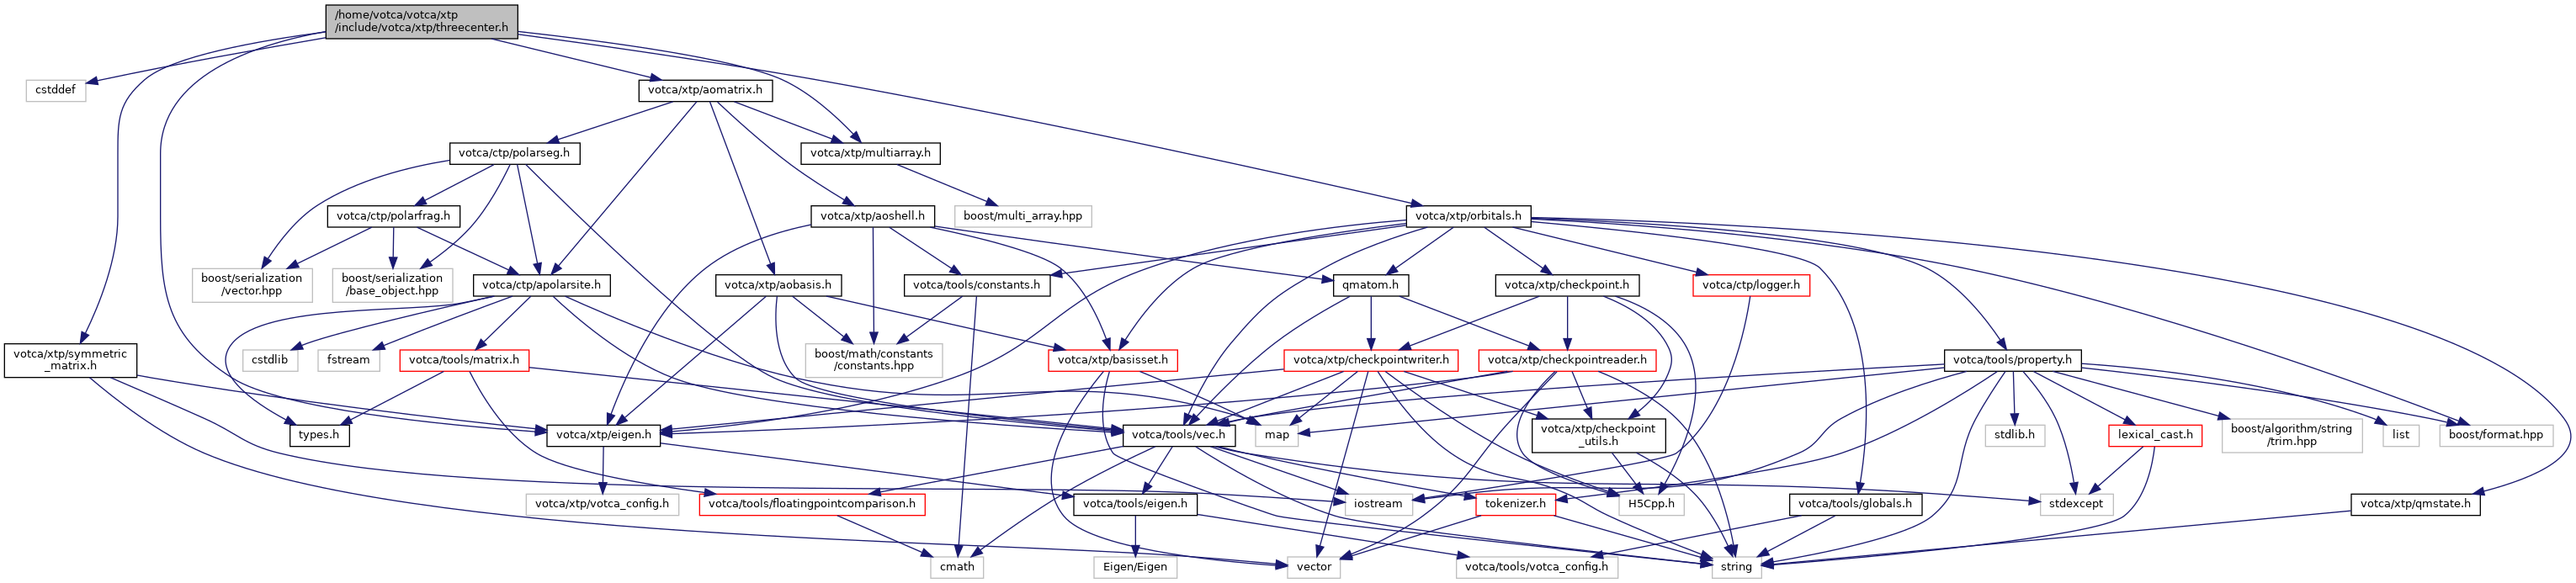 /home/votca/votca/xtp
/include/votca/xtp/threecenter.h
cstddef
votca/xtp/aomatrix.h
votca/ctp/polarseg.h
votca/xtp/multiarray.h
votca/ctp/polarfrag.h
votca/xtp/aoshell.h
boost/multi_array.hpp
votca/xtp/orbitals.h
boost/serialization
/vector.hpp
boost/serialization
/base_object.hpp
votca/ctp/apolarsite.h
votca/xtp/aobasis.h
votca/tools/constants.h
qmatom.h
votca/xtp/checkpoint.h
votca/ctp/logger.h
votca/xtp/symmetric
_matrix.h
cstdlib
fstream
votca/tools/matrix.h
boost/math/constants
/constants.hpp
votca/xtp/basisset.h
votca/xtp/checkpointwriter.h
votca/xtp/checkpointreader.h
votca/tools/property.h
types.h
votca/xtp/eigen.h
votca/tools/vec.h
map
votca/xtp/checkpoint
_utils.h
stdlib.h
lexical_cast.h
boost/algorithm/string
/trim.hpp
list
boost/format.hpp
votca/xtp/votca_config.h
votca/tools/floatingpointcomparison.h
votca/tools/eigen.h
iostream
tokenizer.h
H5Cpp.h
votca/tools/globals.h
stdexcept
votca/xtp/qmstate.h
cmath
Eigen/Eigen
vector
votca/tools/votca_config.h
string